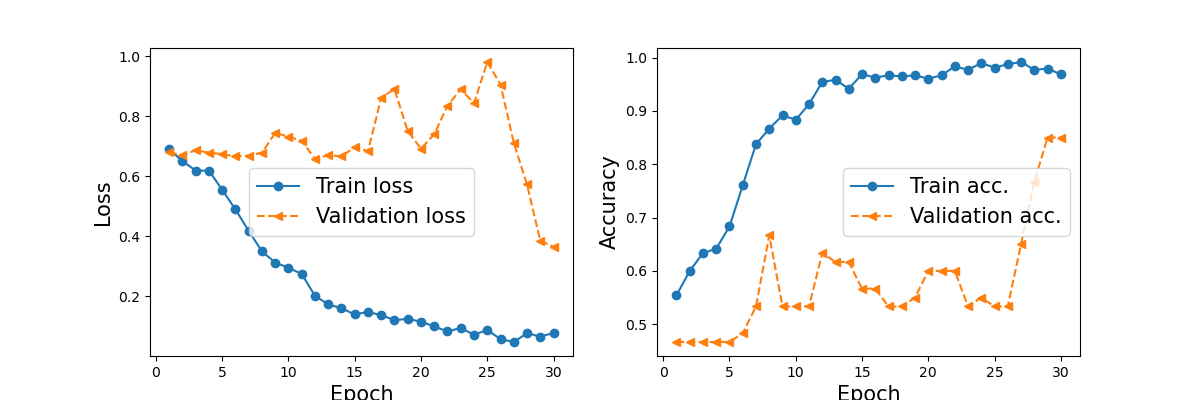 1.0
0.8
0.6
0.4
0.2
Loss
0 5 10 15 20 25 30
Epoch
Train loss
Validation loss
1.0
0.9
0.8
0.7
0.6
0.5
Accuracy
0 5 10 15 20 25 30
Epoch
Train acc.
Validation acc.